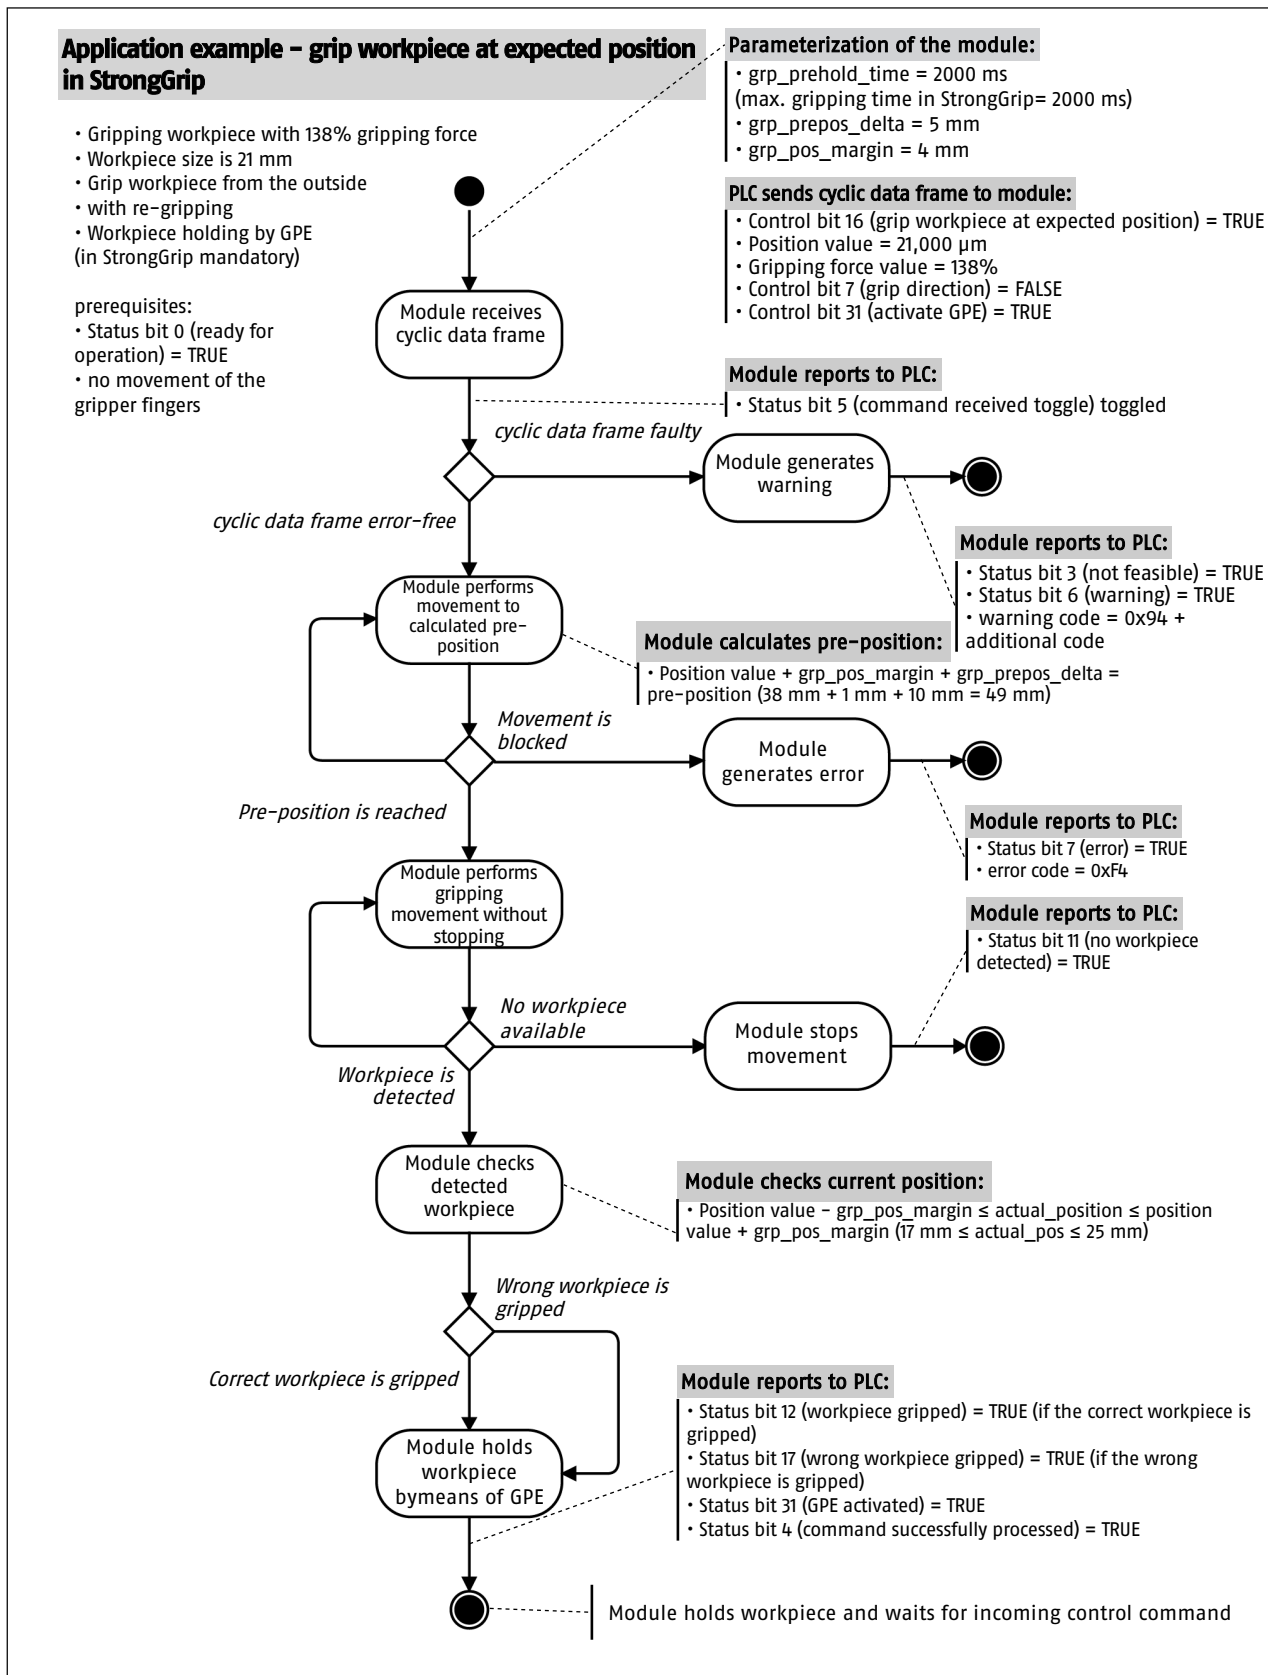 Application example – grip workpiece at expected position
in StrongGrip
• Gripping workpiece with 138% gripping force
• Workpiece size is 21 mm
• Grip workpiece from the outside
• with re-gripping
• Workpiece holding by GPE
(in StrongGrip mandatory)
prerequisites:
• Status bit 0 (ready for
operation) = TRUE
• no movement of the
gripper fingers
Parameterization of the module:
• grp_prehold_time = 2000 ms
(max. gripping time in StrongGrip= 2000 ms)
• grp_prepos_delta = 5 mm
• grp_pos_margin = 4 mm
PLC sends cyclic data frame to module:
• Control bit 16 (grip workpiece at expected position) = TRUE
• Position value = 21,000 µm
• Gripping force value = 138%
• Control bit 7 (grip direction) = FALSE
• Control bit 31 (activate GPE) = TRUE
Module receives
cyclic data frame
Module reports to PLC:
• Status bit 5 (command received toggle) toggled
cyclic data frame faulty
Module generates
warning
cyclic data frame error-free
Module reports to PLC:
• Status bit 3 (not feasible) = TRUE
• Status bit 6 (warning) = TRUE
• warning code = 0x94 +
additional code
Module performs
movement to
calculated pre-
position
Module calculates pre-position:
• Position value + grp_pos_margin + grp_prepos_delta =
pre-position (38 mm + 1 mm + 10 mm = 49 mm)
Movement is
blocked
Module
generates error
Pre-position is reached
Module reports to PLC:
• Status bit 7 (error) = TRUE
• error code = 0xF4
Module performs
gripping
movement without
stopping
Module reports to PLC:
• Status bit 11 (no workpiece
detected) = TRUE
No workpiece
available
Module stops
movement
Workpiece is
detected
Module checks
detected
workpiece
Module checks current position:
• Position value – grp_pos_margin ≤ actual_position ≤ position
value + grp_pos_margin (17 mm ≤ actual_pos ≤ 25 mm)
Wrong workpiece is
gripped
Correct workpiece is gripped
Module reports to PLC:
• Status bit 12 (workpiece gripped) = TRUE (if the correct workpiece is
gripped)
• Status bit 17 (wrong workpiece gripped) = TRUE (if the wrong
workpiece is gripped)
• Status bit 31 (GPE activated) = TRUE
• Status bit 4 (command successfully processed) = TRUE
Module holds
workpiece
bymeans of GPE
Module holds workpiece and waits for incoming control command